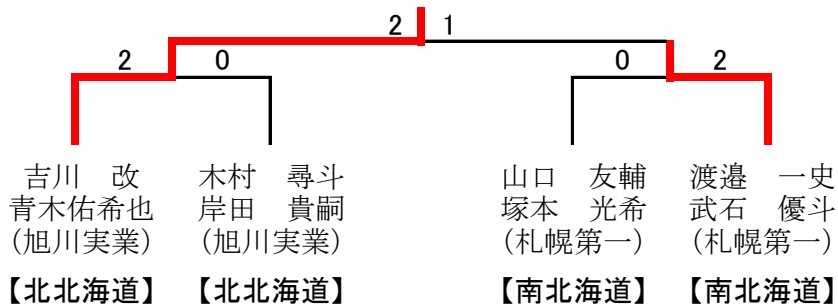 2 1
2 0 0 2
吉川　改 木村　尋斗 山口　友輔 渡邉　一史
青木佑希也 岸田　貴嗣 塚本　光希 武石　優斗
(旭川実業) (旭川実業) (札幌第一) (札幌第一)
【北北海道】 【北北海道】 【南北海道】 【南北海道】